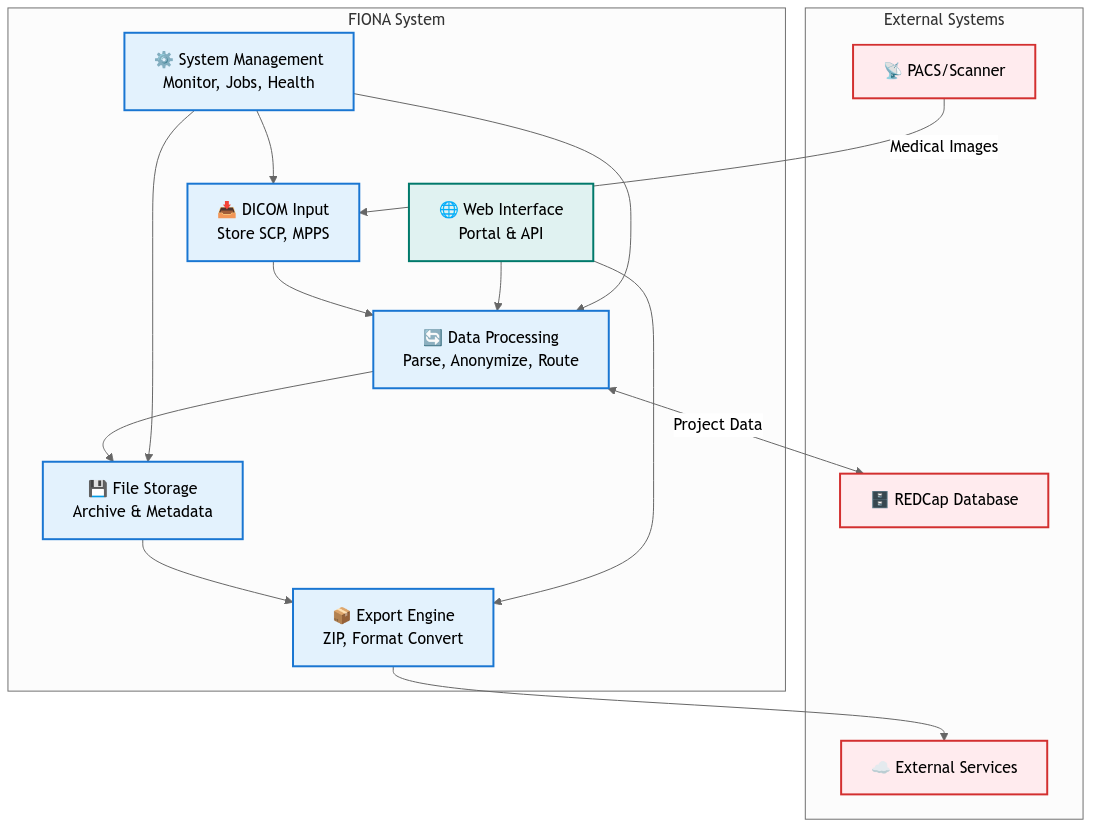 FIONA System
External Systems
⚙️ System Management
Monitor, Jobs, Health
📡 PACS/Scanner
Medical Images
📥 DICOM Input
Store SCP, MPPS
🌐 Web Interface
Portal & API
🔄 Data Processing
Parse, Anonymize, Route
Project Data
💾 File Storage
Archive & Metadata
🗄️ REDCap Database
📦 Export Engine
ZIP, Format Convert
☁️ External Services